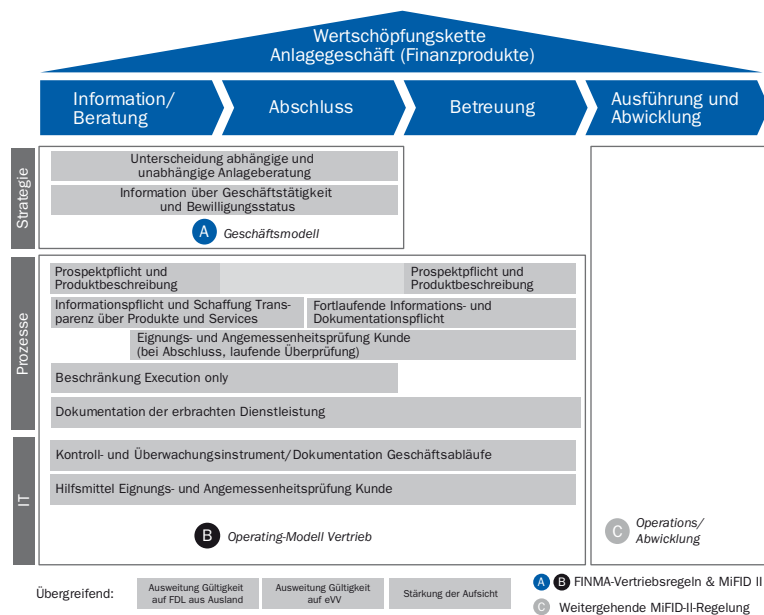 Wertschöpfungskette
Anlagegeschäft (Finanzprodukte)
Information/
Beratung
Abschluss
Betreuung
Ausführung und
Abwicklung
Strategie
Unterscheidung abhängige und
unabhängige Anlageberatung
Information über Geschäftstätigkeit
und Bewilligungsstatus
A Geschäftsmodell
Prozesse
Prospektpflicht und
Produktbeschreibung
Prospektpflicht und
Produktbeschreibung
Informationspflicht und Schaffung Trans-
parenz über Produkte und Services
Fortlaufende Informations- und
Dokumentationspflicht
Eignungs- und Angemessenheitsprüfung Kunde
(bei Abschluss, laufende Überprüfung)
Beschränkung Execution only
Dokumentation der erbrachten Dienstleistung
IT
Kontroll- und Überwachungsinstrument/Dokumentation Geschäftsabläufe
Hilfsmittel Eignungs- und Angemessenheitsprüfung Kunde
B Operating-Modell Vertrieb
C Operations/
Abwicklung
Übergreifend:
Ausweitung Gültigkeit
auf FDL aus Ausland
Ausweitung Gültigkeit
auf eVV
Stärkung der Aufsicht
A B FINMA-Vertriebsregeln & MiFID II
C Weitergehende MiFID-II-Regelung